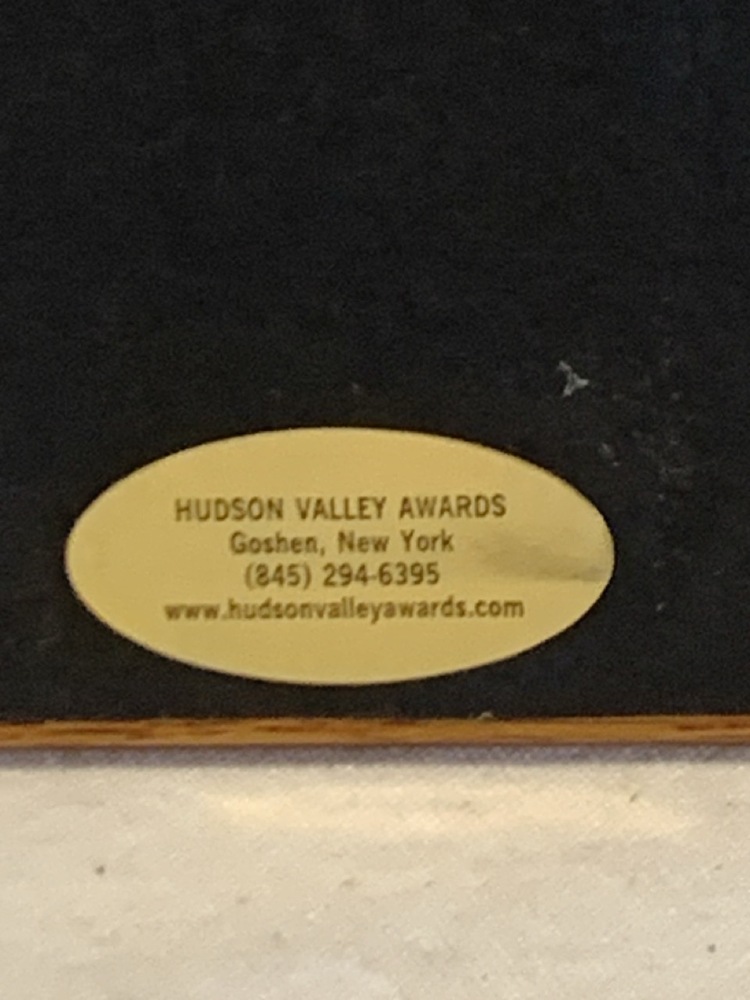 HUDSON VALLEY AWARDS
Goshen, New York
(845) 294-6395
www.hudsonvalleyawards.com